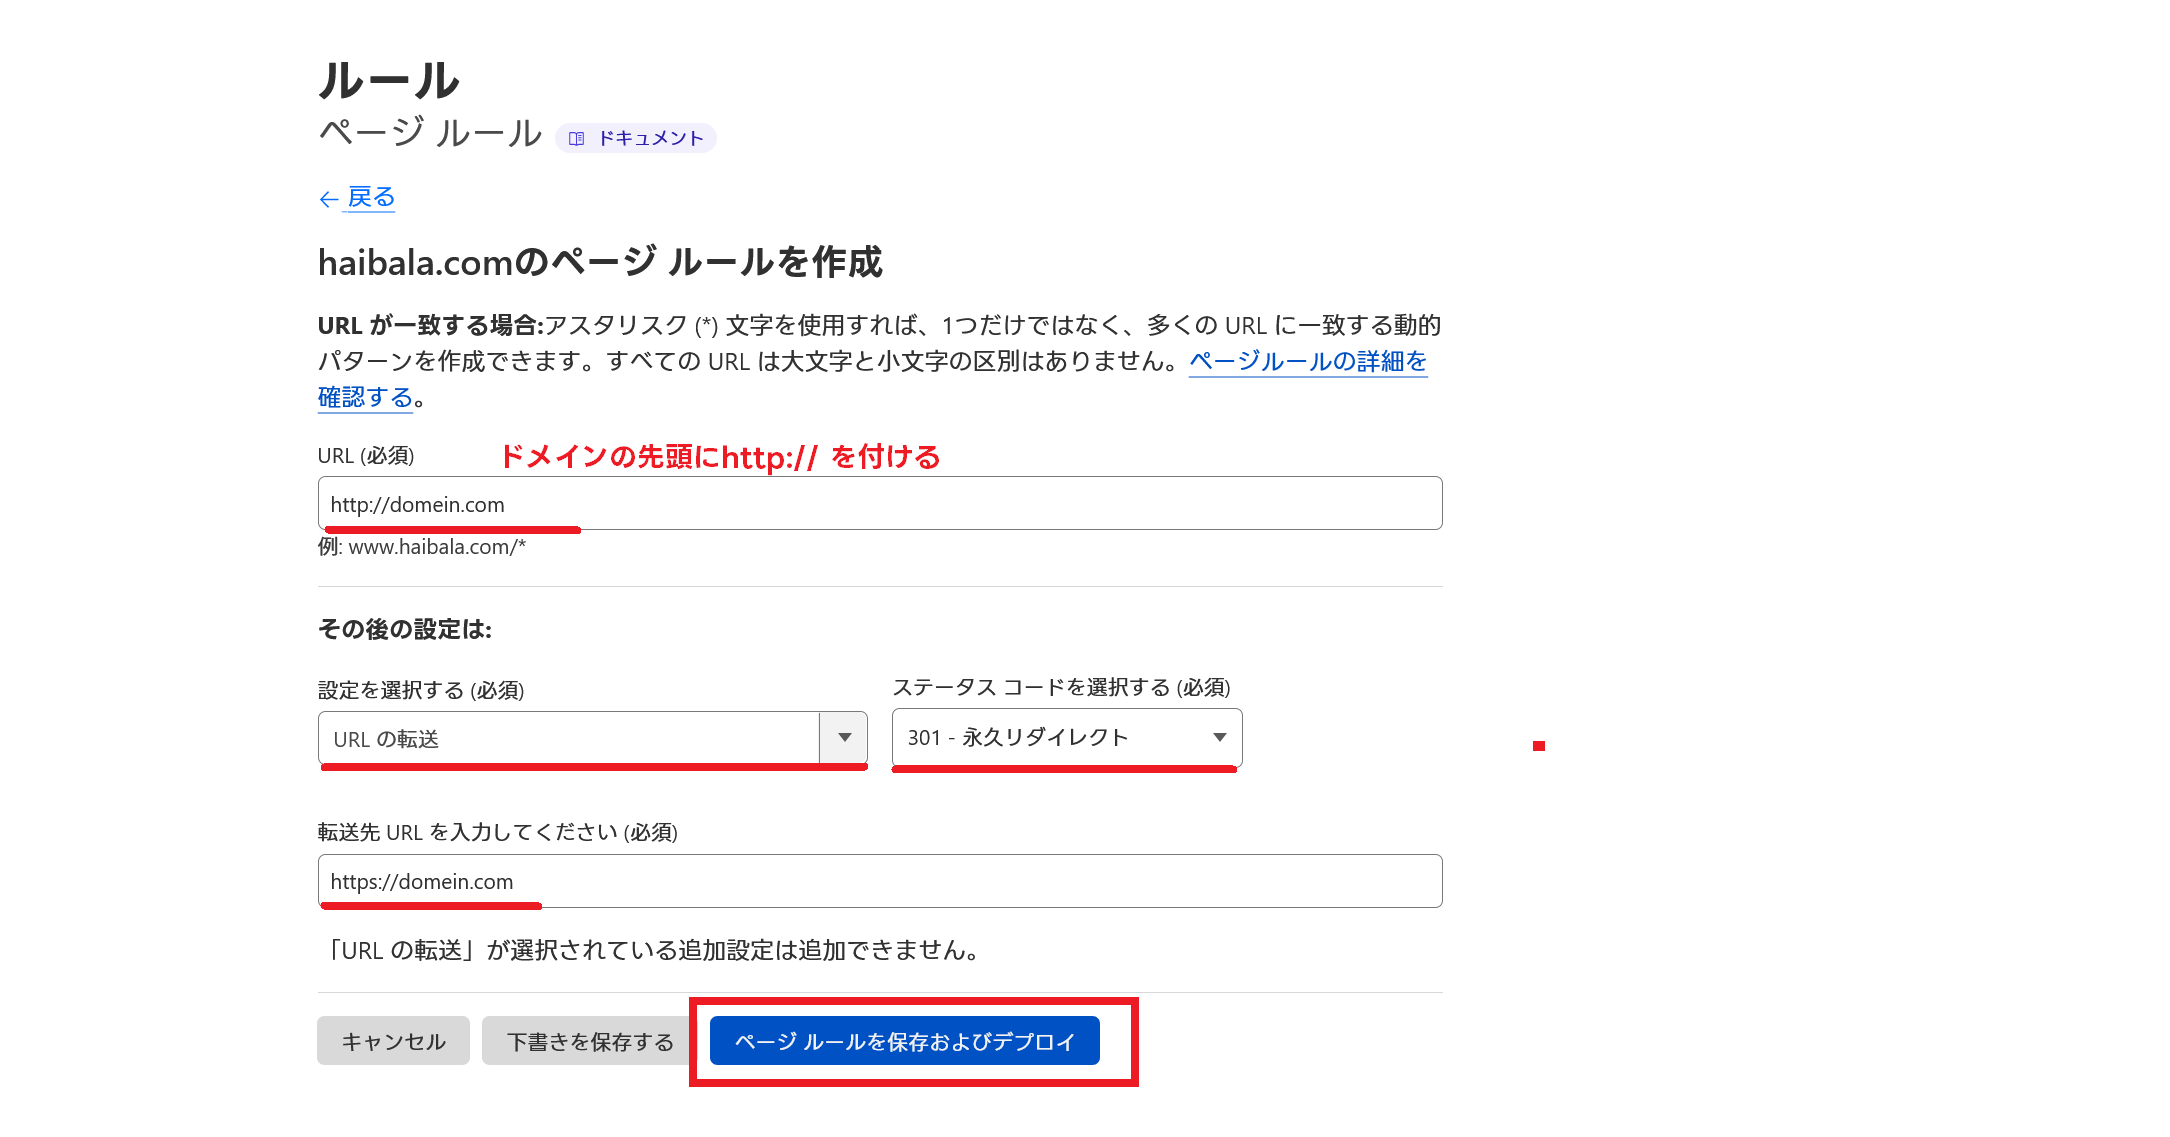 ルール
ページ ルール ドキュメント
← 戻る
haibala.comのページ ルールを作成
URL が一致する場合:アスタリスク (*) 文字を使用すれば、1つだけではなく、多くの URL に一致する動的
パターンを作成できます。すべての URL は大文字と小文字の区別はありません。ページルールの詳細を
確認する。
URL (必須) ドメインの先頭にhttp:// を付ける
http://domein.com
例: www.haibala.com/*
その後の設定は:
設定を選択する (必須) ステータス コードを選択する (必須)
URL の転送 301 - 永久リダイレクト
転送先 URL を入力してください (必須)
https://domein.com
「URL の転送」が選択されている追加設定は追加できません。
キャンセル 下書きを保存する ページ ルールを保存およびデプロイ